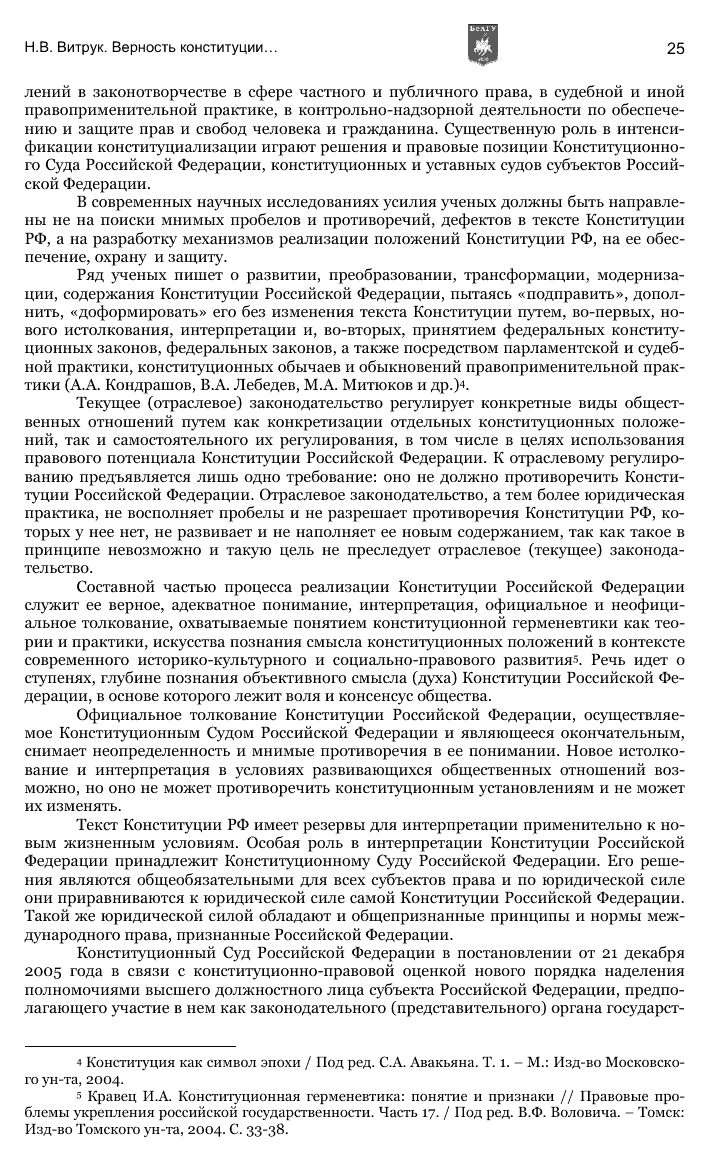 Н.В. Витрук. Верность конституции…
БелГУ
25
лений в законотворчестве в сфере частного и публичного права, в судебной и иной
правоприменительной практике, в контрольно-надзорной деятельности по обеспече-
нию и защите прав и свобод человека и гражданина. Существенную роль в интенси-
фикации конституциализации играют решения и правовые позиции Конституционно-
го Суда Российской Федерации, конституционных и уставных судов субъектов Россий-
ской Федерации.
В современных научных исследованиях усилия ученых должны быть направле-
ны не на поиски мнимых пробелов и противоречий, дефектов в тексте Конституции
РФ, а на разработку механизмов реализации положений Конституции РФ, на ее обес-
печение, охрану и защиту.
Ряд ученых пишет о развитии, преобразовании, трансформации, модерниза-
ции, содержания Конституции Российской Федерации, пытаясь «подправить», допол-
нить, «доформировать» его без изменения текста Конституции путем, во-первых, но-
вого истолкования, интерпретации и, во-вторых, принятием федеральных конститу-
ционных законов, федеральных законов, а также посредством парламентской и судеб-
ной практики, конституционных обычаев и обыкновений правоприменительной прак-
тики (А.А. Кондрашов, В.А. Лебедев, М.А. Митюков и др.)4.
Текущее (отраслевое) законодательство регулирует конкретные виды общест-
венных отношений путем как конкретизации отдельных конституционных положе-
ний, так и самостоятельного их регулирования, в том числе в целях использования
правового потенциала Конституции Российской Федерации. К отраслевому регулиро-
ванию предъявляется лишь одно требование: оно не должно противоречить Консти-
туции Российской Федерации. Отраслевое законодательство, а тем более юридическая
практика, не восполняет пробелы и не разрешает противоречия Конституции РФ, ко-
торых у нее нет, не развивает и не наполняет ее новым содержанием, так как такое в
принципе невозможно и такую цель не преследует отраслевое (текущее) законода-
тельство.
Составной частью процесса реализации Конституции Российской Федерации
служит ее верное, адекватное понимание, интерпретация, официальное и неофици-
альное толкование, охватываемые понятием конституционной герменевтики как тео-
рии и практики, искусства познания смысла конституционных положений в контексте
современного историко-культурного и социально-правового развития5. Речь идет о
ступенях, глубине познания объективного смысла (духа) Конституции Российской Фе-
дерации, в основе которого лежит воля и консенсус общества.
Официальное толкование Конституции Российской Федерации, осуществляе-
мое Конституционным Судом Российской Федерации и являющееся окончательным,
снимает неопределенность и мнимые противоречия в ее понимании. Новое истолко-
вание и интерпретация в условиях развивающихся общественных отношений воз-
можно, но оно не может противоречить конституционным установлениям и не может
их изменять.
Текст Конституции РФ имеет резервы для интерпретации применительно к но-
вым жизненным условиям. Особая роль в интерпретации Конституции Российской
Федерации принадлежит Конституционному Суду Российской Федерации. Его реше-
ния являются общеобязательными для всех субъектов права и по юридической силе
они приравниваются к юридической силе самой Конституции Российской Федерации.
Такой же юридической силой обладают и общепризнанные принципы и нормы меж-
дународного права, признанные Российской Федерации.
Конституционный Суд Российской Федерации в постановлении от 21 декабря
2005 года в связи с конституционно-правовой оценкой нового порядка наделения
полномочиями высшего должностного лица субъекта Российской Федерации, предпо-
лагающего участие в нем как законодательного (представительного) органа государст-
4 Конституция как символ эпохи / Под ред. С.А. Авакьяна. Т. 1. – М.: Изд-во Московско-
го ун-та, 2004.
5 Кравец И.А. Конституционная герменевтика: понятие и признаки // Правовые про-
блемы укрепления российской государственности. Часть 17. / Под ред. В.Ф. Воловича. – Томск:
Изд-во Томского ун-та, 2004. С. 33-38.